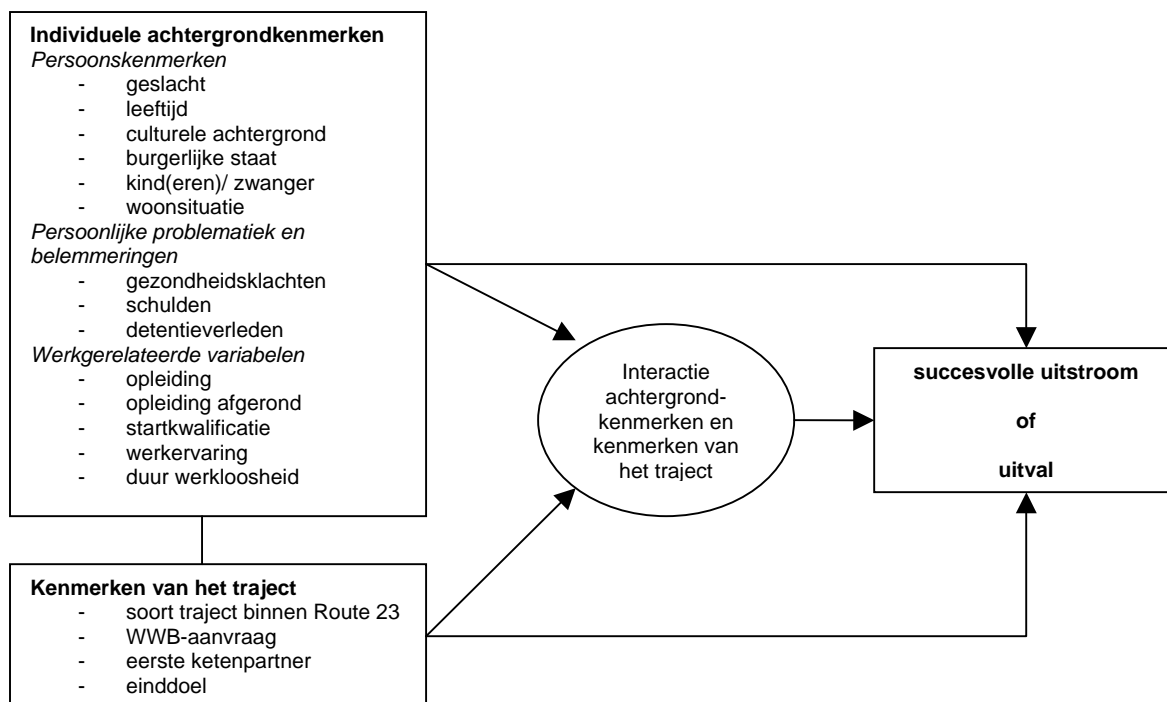 Individuele achtergrondkenmerken
Persoonskenmerken
- geslacht
- leeftijd
- culturele achtergrond
- burgerlijke staat
- kind(eren)/ zwanger
- woonsituatie
Persoonlijke problematiek en
belemmeringen
- gezondheidsklachten
- schulden
- detentieverleden
Werkgerelateerde variabelen
- opleiding
- opleiding afgerond
- startkwalificatie
- werkervaring
- duur werkloosheid
Interactie
achtergrond-
kenmerken en
kenmerken van
het traject
succesvolle uitstroom
of
uitval
Kenmerken van het traject
- soort traject binnen Route 23
- WWB-aanvraag
- eerste ketenpartner
- einddoel